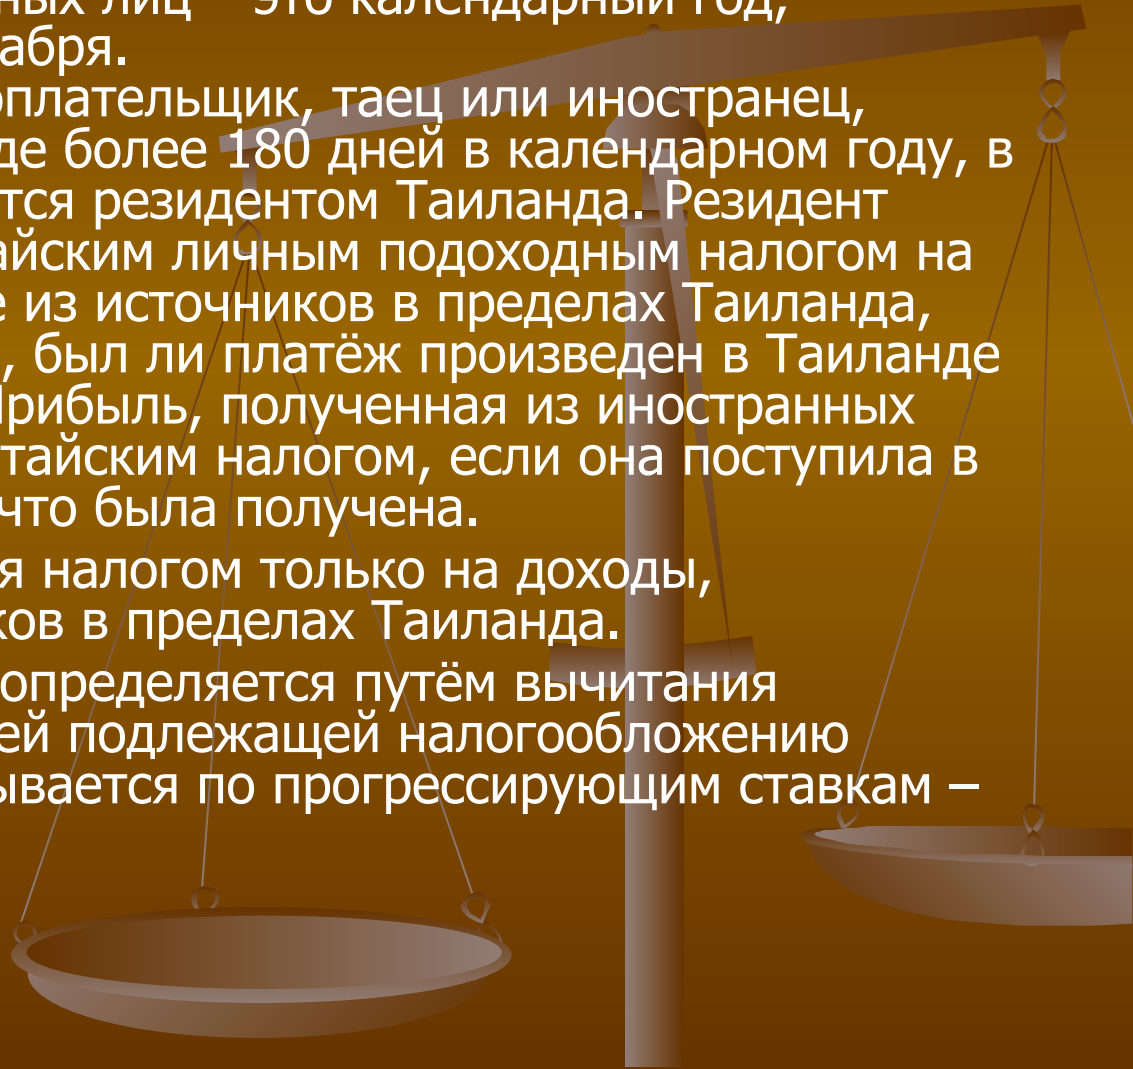 ных лиц – это календарный год,
абря.
оплательщик, таец или иностранец,
де более 180 дней в календарном году, в
тся резидентом Таиланда. Резидент
айским личным подоходным налогом на
е из источников в пределах Таиланда,
, был ли платёж произведен в Таиланде
Прибыль, полученная из иностранных
тайским налогом, если она поступила в
что была получена.
я налогом только на доходы,
ков в пределах Таиланда.
определяется путём вычитания
ей подлежащей налогообложению
ывается по прогрессирующим ставкам –